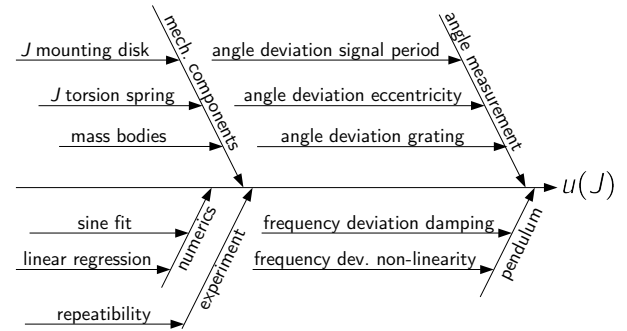 mech. components
J mounting disk
J torsion spring
mass bodies
angle measurement
angle deviation signal period
angle deviation eccentricity
angle deviation grating
u(J)
numerics
sine fit
linear regression
experiment
repeatibility
pendulum
frequency deviation damping
frequency dev. non-linearity